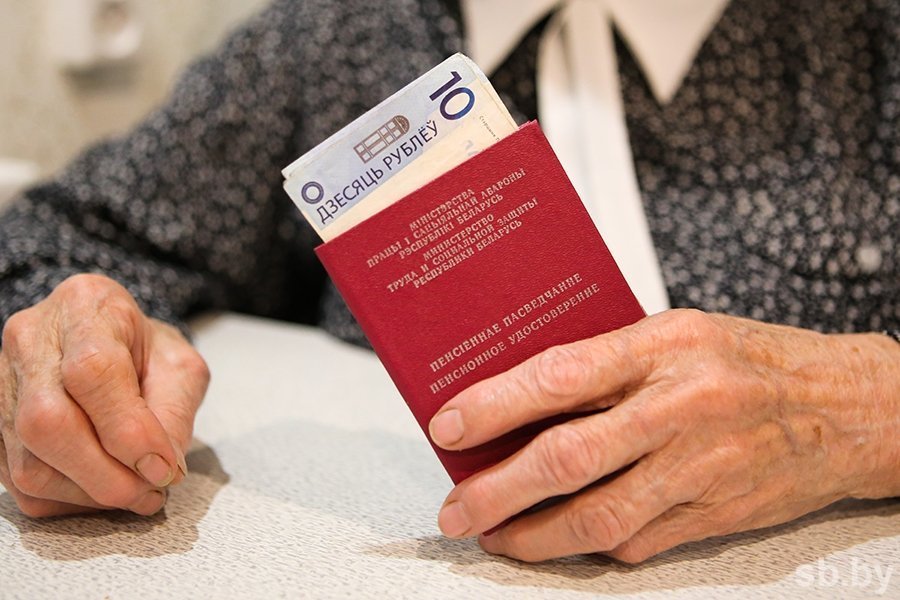 10
ДЗЕСЯЦЬ РУБЛЁЎ
МІНІСТЭРСТВА
ПРАЦЫ І САЦЫЯЛЬНАЙ АБАРОНЫ
РЭСПУБЛІКІ БЕЛАРУСЬ
МИНИСТЕРСТВО
ТРУДА И СОЦИАЛЬНОЙ ЗАЩИТЫ
РЕСПУБЛИКИ БЕЛАРУСЬ
ПЕНСІЁННАЕ ПАСВЕДЧАННЕ
ПЕНСИОННОЕ УДОСТОВЕРЕНИЕ
sb.by